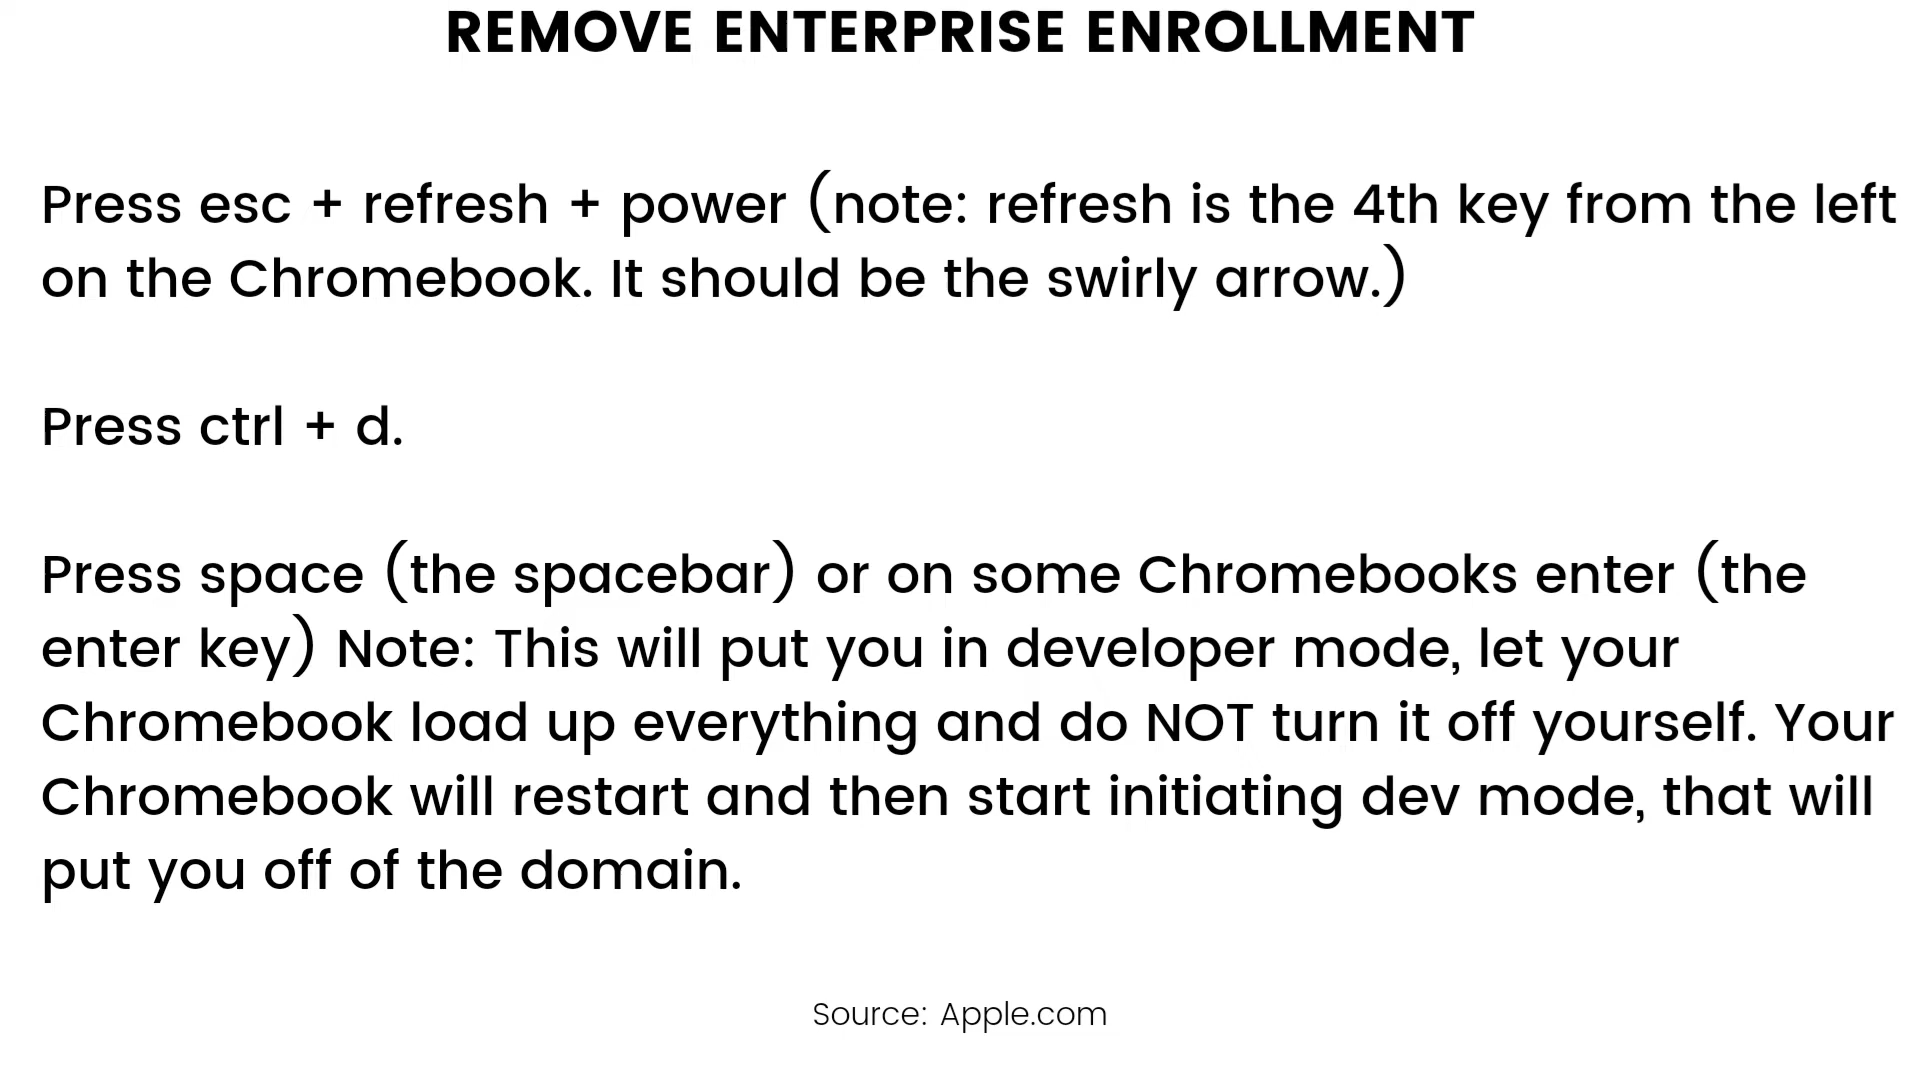 REMOVE ENTERPRISE ENROLLMENT
Press esc + refresh + power (note: refresh is the 4th key from the left
on the Chromebook. It should be the swirly arrow.)
Press ctrl + d.
Press space (the spacebar) or on some Chromebooks enter (the
enter key) Note: This will put you in developer mode, let your
Chromebook load up everything and do NOT turn it off yourself. Your
Chromebook will restart and then start initiating dev mode, that will
put you off of the domain.
Source: Apple.com